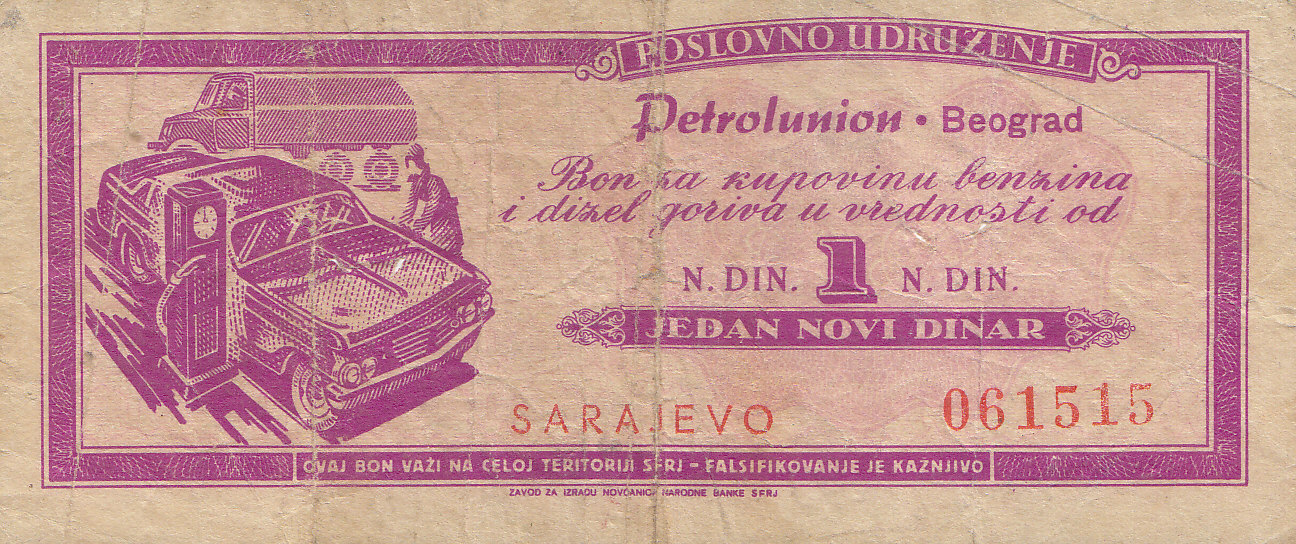 POSLOVNO UDRUŽENJE
Petrolunion • Beograd
Bon za kupovinu benzina
i dizel goriva u vrednosti od
N. DIN. 1 N. DIN.
JEDAN NOVI DINAR
SARAJEVO 061515
OVAJ BON VAŽI NA CELOJ TERITORIJI SFRJ – FALSIFIKOVANJE JE KAŽNJIVO
ZAVOD ZA IZRADU NOVČANICA NARODNE BANKE SFRJ